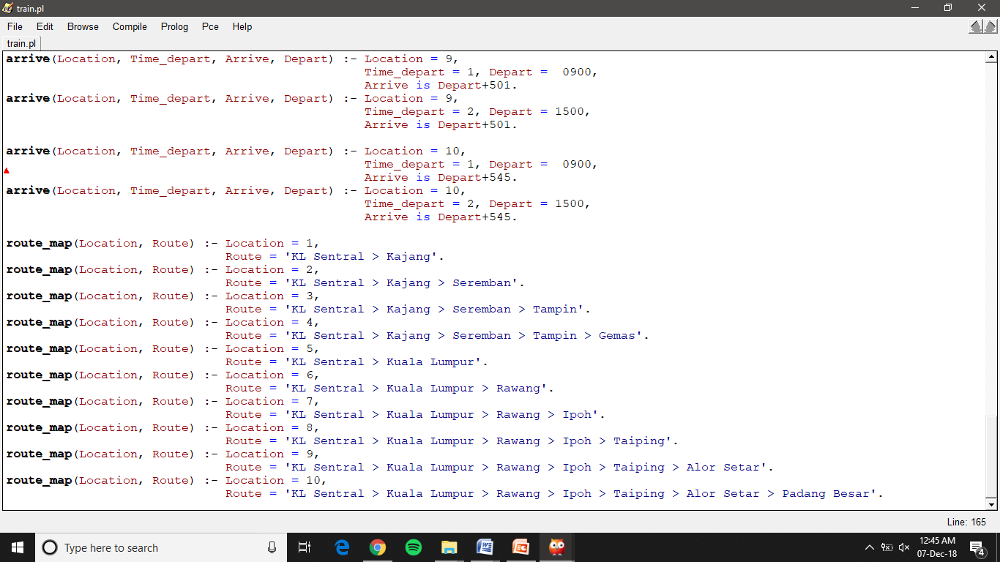 train.pl
File Edit Browse Compile Prolog Pce Help
train.pl
arrive(Location, Time_depart, Arrive, Depart) :- Location = 9,
Time_depart = 1, Depart =  0900,
Arrive is Depart+501.
arrive(Location, Time_depart, Arrive, Depart) :- Location = 9,
Time_depart = 2, Depart = 1500,
Arrive is Depart+501.
arrive(Location, Time_depart, Arrive, Depart) :- Location = 10,
Time_depart = 1, Depart =  0900,
Arrive is Depart+545.
arrive(Location, Time_depart, Arrive, Depart) :- Location = 10,
Time_depart = 2, Depart = 1500,
Arrive is Depart+545.
route_map(Location, Route) :- Location = 1,
Route = 'KL Sentral > Kajang'.
route_map(Location, Route) :- Location = 2,
Route = 'KL Sentral > Kajang > Seremban'.
route_map(Location, Route) :- Location = 3,
Route = 'KL Sentral > Kajang > Seremban > Tampin'.
route_map(Location, Route) :- Location = 4,
Route = 'KL Sentral > Kajang > Seremban > Tampin > Gemas'.
route_map(Location, Route) :- Location = 5,
Route = 'KL Sentral > Kuala Lumpur'.
route_map(Location, Route) :- Location = 6,
Route = 'KL Sentral > Kuala Lumpur > Rawang'.
route_map(Location, Route) :- Location = 7,
Route = 'KL Sentral > Kuala Lumpur > Rawang > Ipoh'.
route_map(Location, Route) :- Location = 8,
Route = 'KL Sentral > Kuala Lumpur > Rawang > Ipoh > Taiping'.
route_map(Location, Route) :- Location = 9,
Route = 'KL Sentral > Kuala Lumpur > Rawang > Ipoh > Taiping > Alor Setar'.
route_map(Location, Route) :- Location = 10,
Route = 'KL Sentral > Kuala Lumpur > Rawang > Ipoh > Taiping > Alor Setar > Padang Besar'.
Line: 165
Type here to search
12:45 AM
07-Dec-18
4